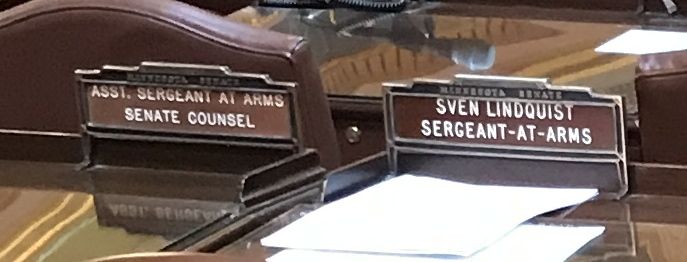 MINNESOTA SENATE
ASST. SERGEANT AT ARMS
SENATE COUNSEL
MINNESOTA SENATE
SVEN LINDQUIST
SERGEANT-AT-ARMS